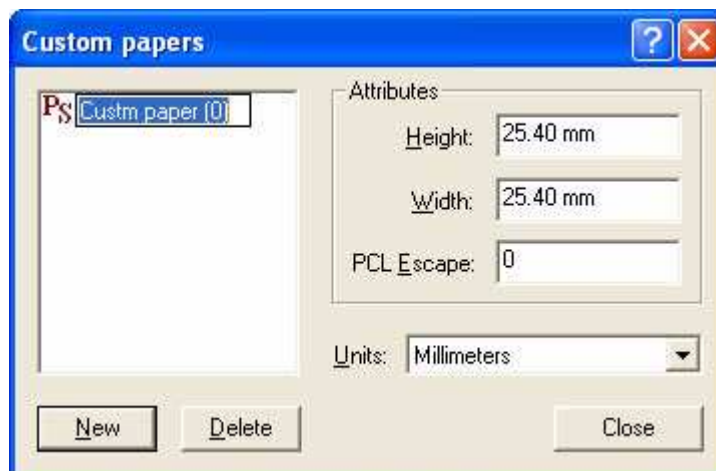 Custom papers
PS Custm paper (0)
Attributes
Height: 25.40 mm
Width: 25.40 mm
PCL Escape: 0
Units: Millimeters
New Delete Close